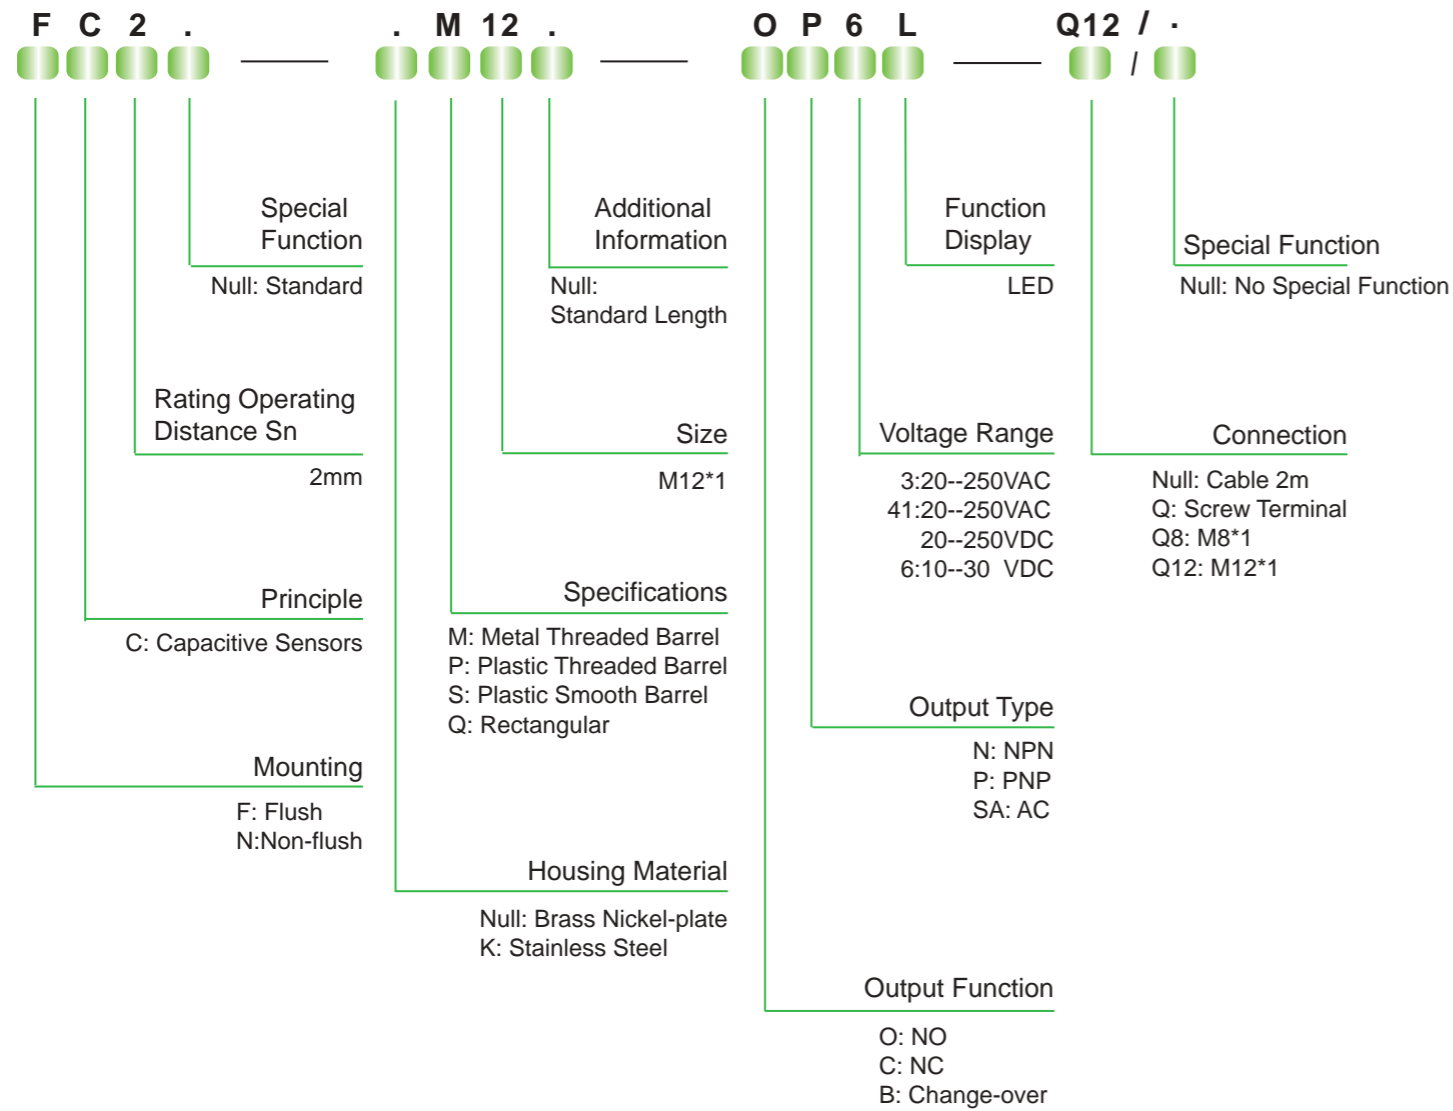 F C 2 . . M 12 . O P 6 L Q12 / ·
/
Special
Function
Null: Standard
Additional
Information
Null:
Standard Length
Function
Display
LED
Special Function
Null: No Special Function
Rating Operating
Distance Sn
2mm
Size
M12*1
Voltage Range
3:20--250VAC
41:20--250VAC
20--250VDC
6:10--30 VDC
Connection
Null: Cable 2m
Q: Screw Terminal
Q8: M8*1
Q12: M12*1
Principle
C: Capacitive Sensors
Specifications
M: Metal Threaded Barrel
P: Plastic Threaded Barrel
S: Plastic Smooth Barrel
Q: Rectangular
Output Type
N: NPN
P: PNP
SA: AC
Mounting
F: Flush
N:Non-flush
Housing Material
Null: Brass Nickel-plate
K: Stainless Steel
Output Function
O: NO
C: NC
B: Change-over